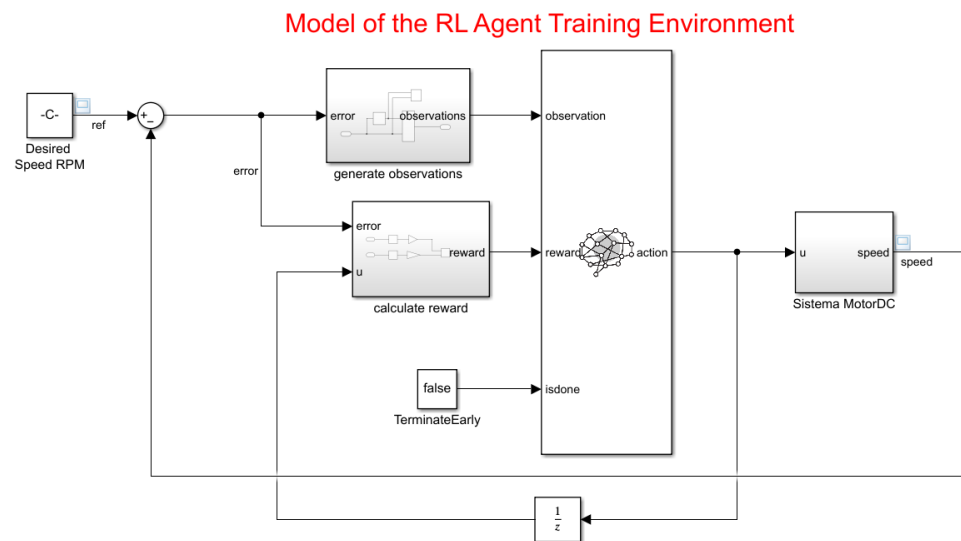 Model of the RL Agent Training Environment
-C-
ref
Desired
Speed RPM
+
−
error
error
observations
generate observations
error
u
reward
calculate reward
false
TerminateEarly
observation
reward
isdone
action
u
speed
Sistema MotorDC
speed
1
z